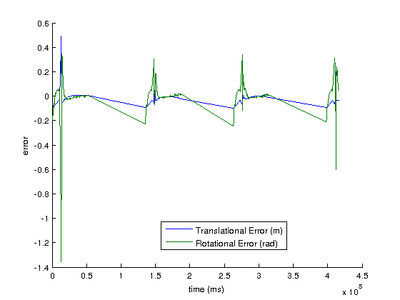 0.6
0.4
0.2
0
-0.2
-0.4
-0.6
-0.8
-1
-1.2
-1.4
error
Translational Error (m)
Rotational Error (rad)
0 0.5 1 1.5 2 2.5 3 3.5 4 4.5
time (ms)
x 10^5